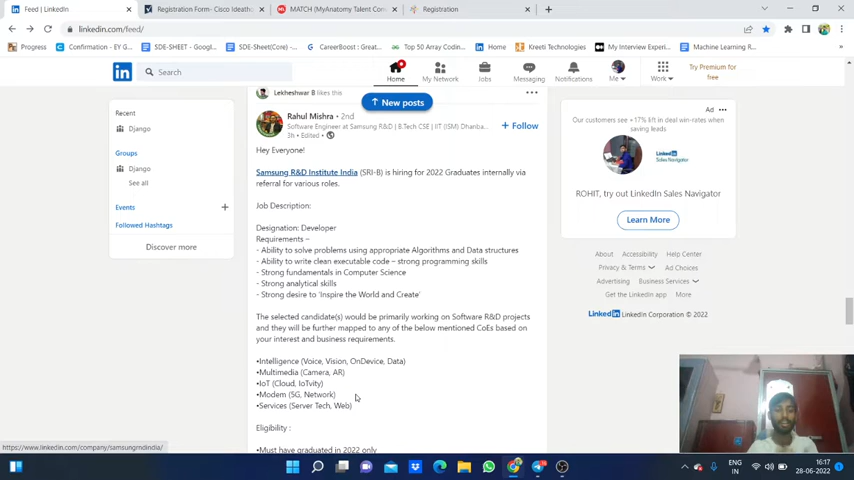 Feed | LinkedIn
Registration Form - Cisco Ideatho
MATCH (MyAnatomy Talent Con
Registration
linkedin.com/feed/
Progress
Confirmation - EY G...
SDE-SHEET - Googl...
SDE-Sheet(Core) - G...
CareerBoost : Great...
Top 50 Array Codin...
Home
Kreeti Technologies
My Interview Experi...
Machine Learning R...
Search
Home
My Network
Jobs
Messaging
Notifications
Me
Work
Try Premium for
free
New posts
Recent
Django
Groups
Django
See all
Events
Followed Hashtags
Discover more
Lekheshwar B likes this
Rahul Mishra • 2nd
Software Engineer at Samsung R&D | B.Tech CSE | IIT (ISM) Dhanba...
3h • Edited •
+ Follow
Hey Everyone!
Samsung R&D Institute India (SRI-B) is hiring for 2022 Graduates internally via
referral for various roles.
Job Description:
Designation: Developer
Requirements –
- Ability to solve problems using appropriate Algorithms and Data structures
- Ability to write clean executable code – strong programming skills
- Strong fundamentals in Computer Science
- Strong analytical skills
- Strong desire to 'Inspire the World and Create'
The selected candidate(s) would be primarily working on Software R&D projects
and they will be further mapped to any of the below mentioned CoEs based on
your interest and business requirements.
•Intelligence (Voice, Vision, OnDevice, Data)
•Multimedia (Camera, AR)
•IoT (Cloud, IoTvity)
•Modem (5G, Network)
•Services (Server Tech, Web)
Eligibility :
•Must have graduated in 2022 only
Ad
Our customers see +17% lift in deal win-rates when
saving leads
LinkedIn
Sales Navigator
ROHIT, try out LinkedIn Sales Navigator
Learn More
About Accessibility Help Center
Privacy & Terms Ad Choices
Advertising Business Services
Get the LinkedIn app More
LinkedIn LinkedIn Corporation © 2022
https://www.linkedin.com/company/samsungrndindia/
ENG
IN
16:17
28-06-2022